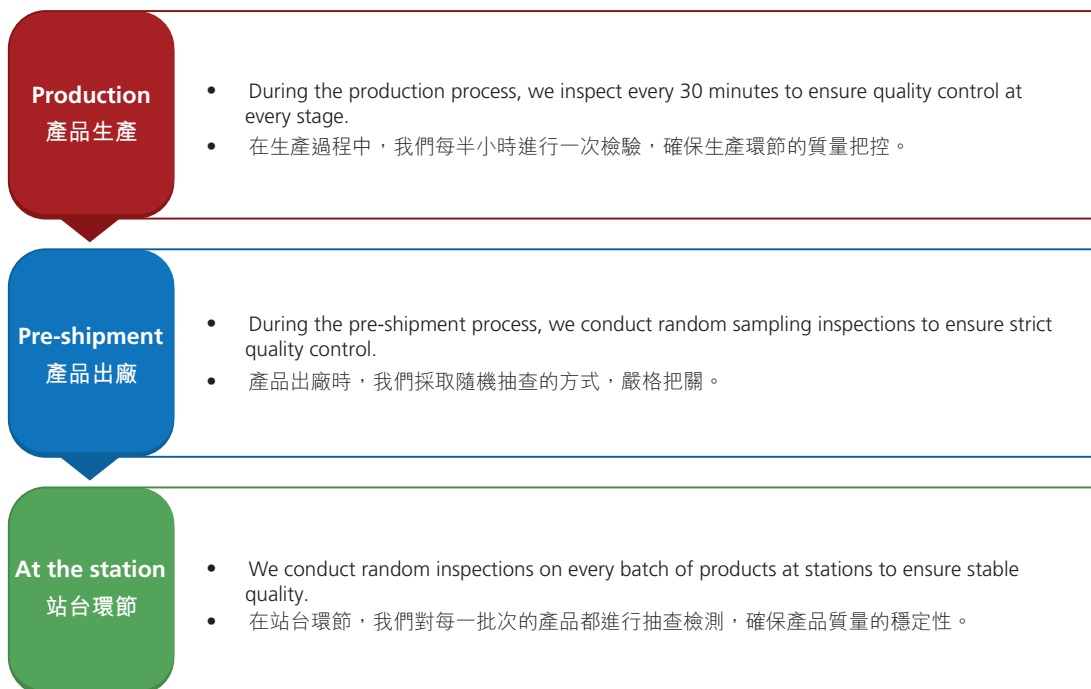 Production
產品生產
• During the production process, we inspect every 30 minutes to ensure quality control at
every stage.
• 在生產過程中，我們每半小時進行一次檢驗，確保生產環節的質量把控。
Pre-shipment
產品出廠
• During the pre-shipment process, we conduct random sampling inspections to ensure strict
quality control.
• 產品出廠時，我們採取隨機抽查的方式，嚴格把關。
At the station
站台環節
• We conduct random inspections on every batch of products at stations to ensure stable
quality.
• 在站台環節，我們對每一批次的產品都進行抽查檢測，確保產品質量的穩定性。